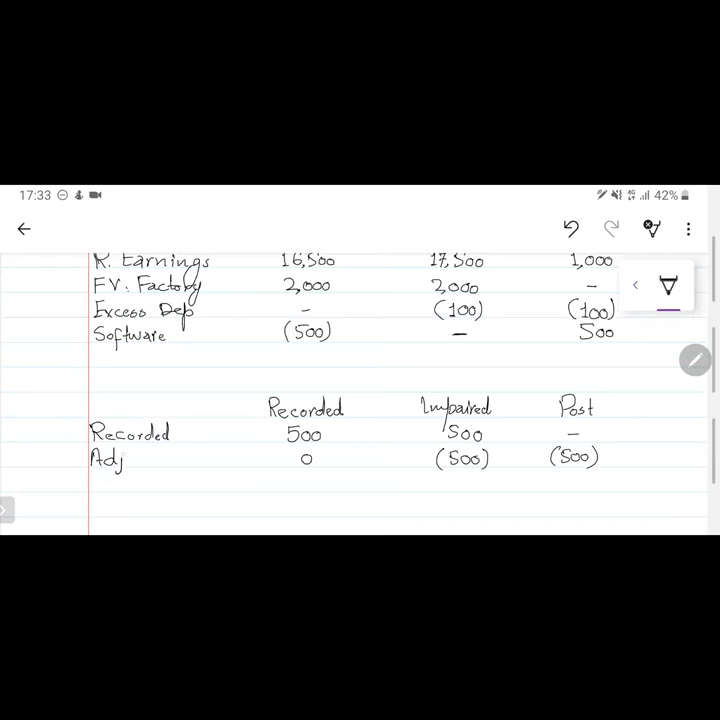 17:33 4G 42%
R. Earnings 16,500 17,500 1,000
FV: Factory 2,000 2,000 -
Excess Dep - (100) (100)
Software (500) - 500
Recorded Impaired Post
Recorded 500 500 -
Adj 0 (500) (500)